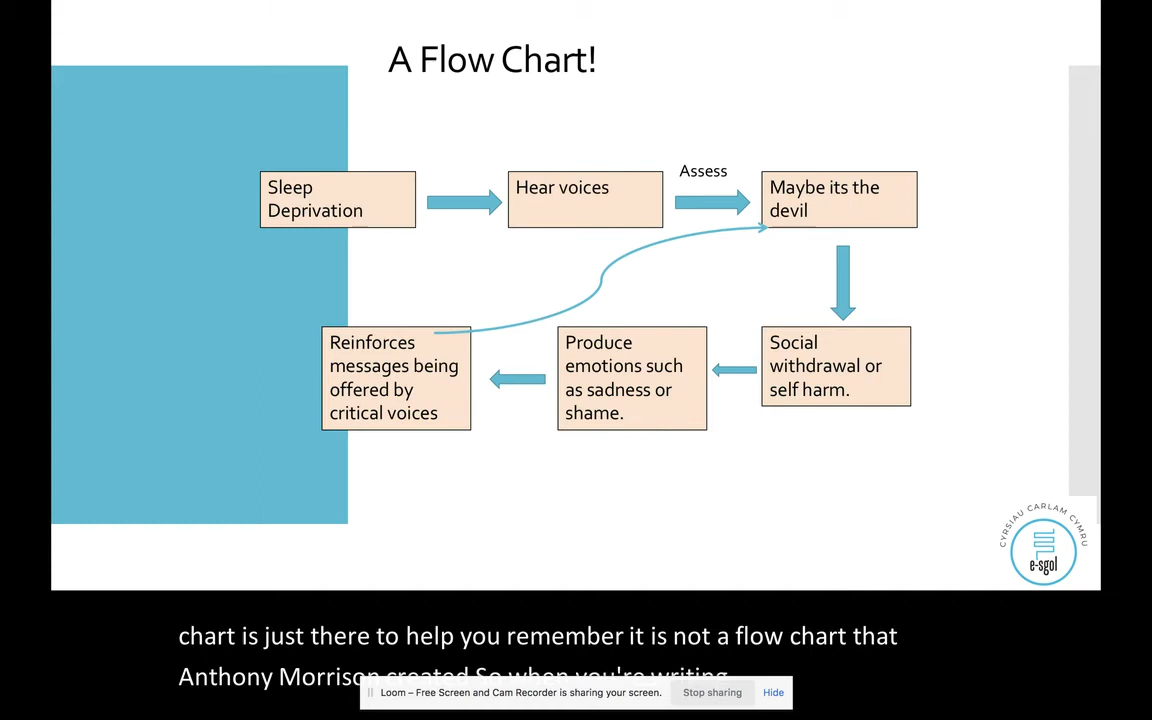 A Flow Chart!
Assess
Sleep
Deprivation
Hear voices
Maybe its the
devil
Reinforces
messages being
offered by
critical voices
Produce
emotions such
as sadness or
shame.
Social
withdrawal or
self harm.
CYRSIAU CARLAM CYMRU
e-sgol
chart is just there to help you remember it is not a flow chart that
Anthony Morrison created So when you're writing
Loom – Free Screen and Cam Recorder is sharing your screen.
Stop sharing
Hide